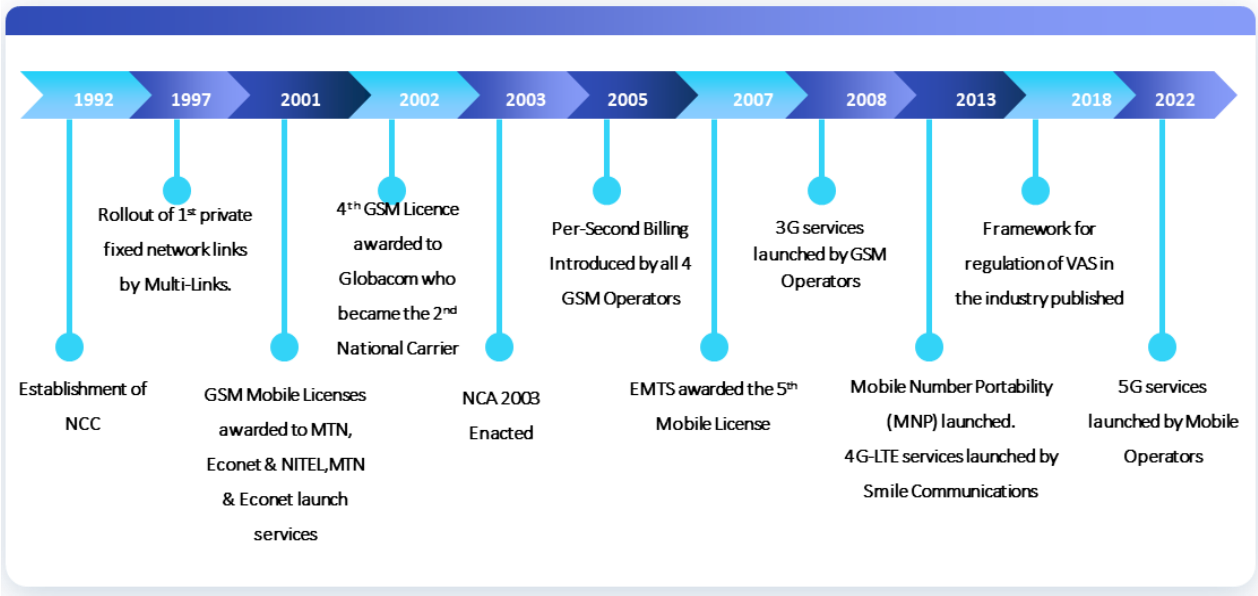 1992
1997
2001
2002
2003
2005
2007
2008
2013
2018
2022
Establishment of
NCC
Rollout of 1st private
fixed network links
by Multi-Links.
GSM Mobile Licenses
awarded to MTN,
Econet & NITEL,MTN
& Econet launch
services
4th GSM Licence
awarded to
Globacom who
became the 2nd
National Carrier
NCA 2003
Enacted
Per-Second Billing
Introduced by all 4
GSM Operators
EMTS awarded the 5th
Mobile License
3G services
launched by GSM
Operators
Mobile Number Portability
(MNP) launched.
4G-LTE services launched by
Smile Communications
Framework for
regulation of VAS in
the industry published
5G services
launched by Mobile
Operators